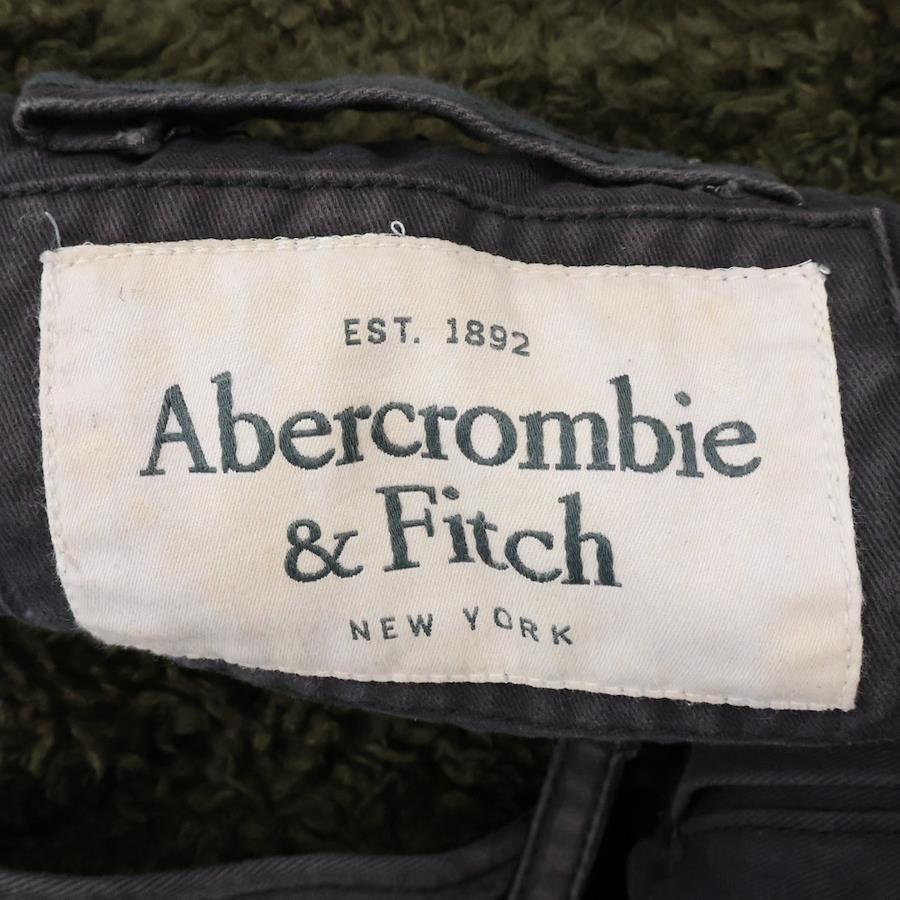 EST. 1892
Abercrombie
& Fitch
NEW YORK